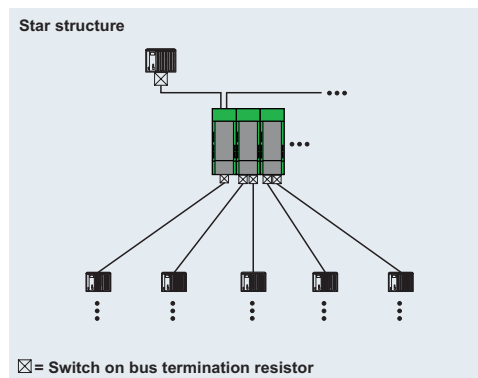 Star structure
☒= Switch on bus termination resistor